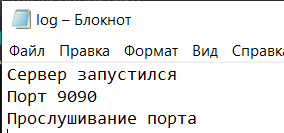 log – Блокнот
Файл Правка Формат Вид Справка
Сервер запустился
Порт 9090
Прослушивание порта